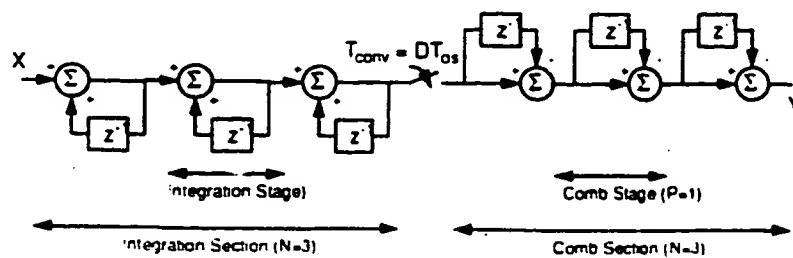 X
Σ
Σ
Σ
T_conv = DT_os
Σ
Σ
Σ
Y
z⁻
z⁻
z⁻
z⁻
z⁻
z⁻
Integration Stage)
Comb Stage (P=1)
Integration Section (N=3)
Comb Section (N=3)